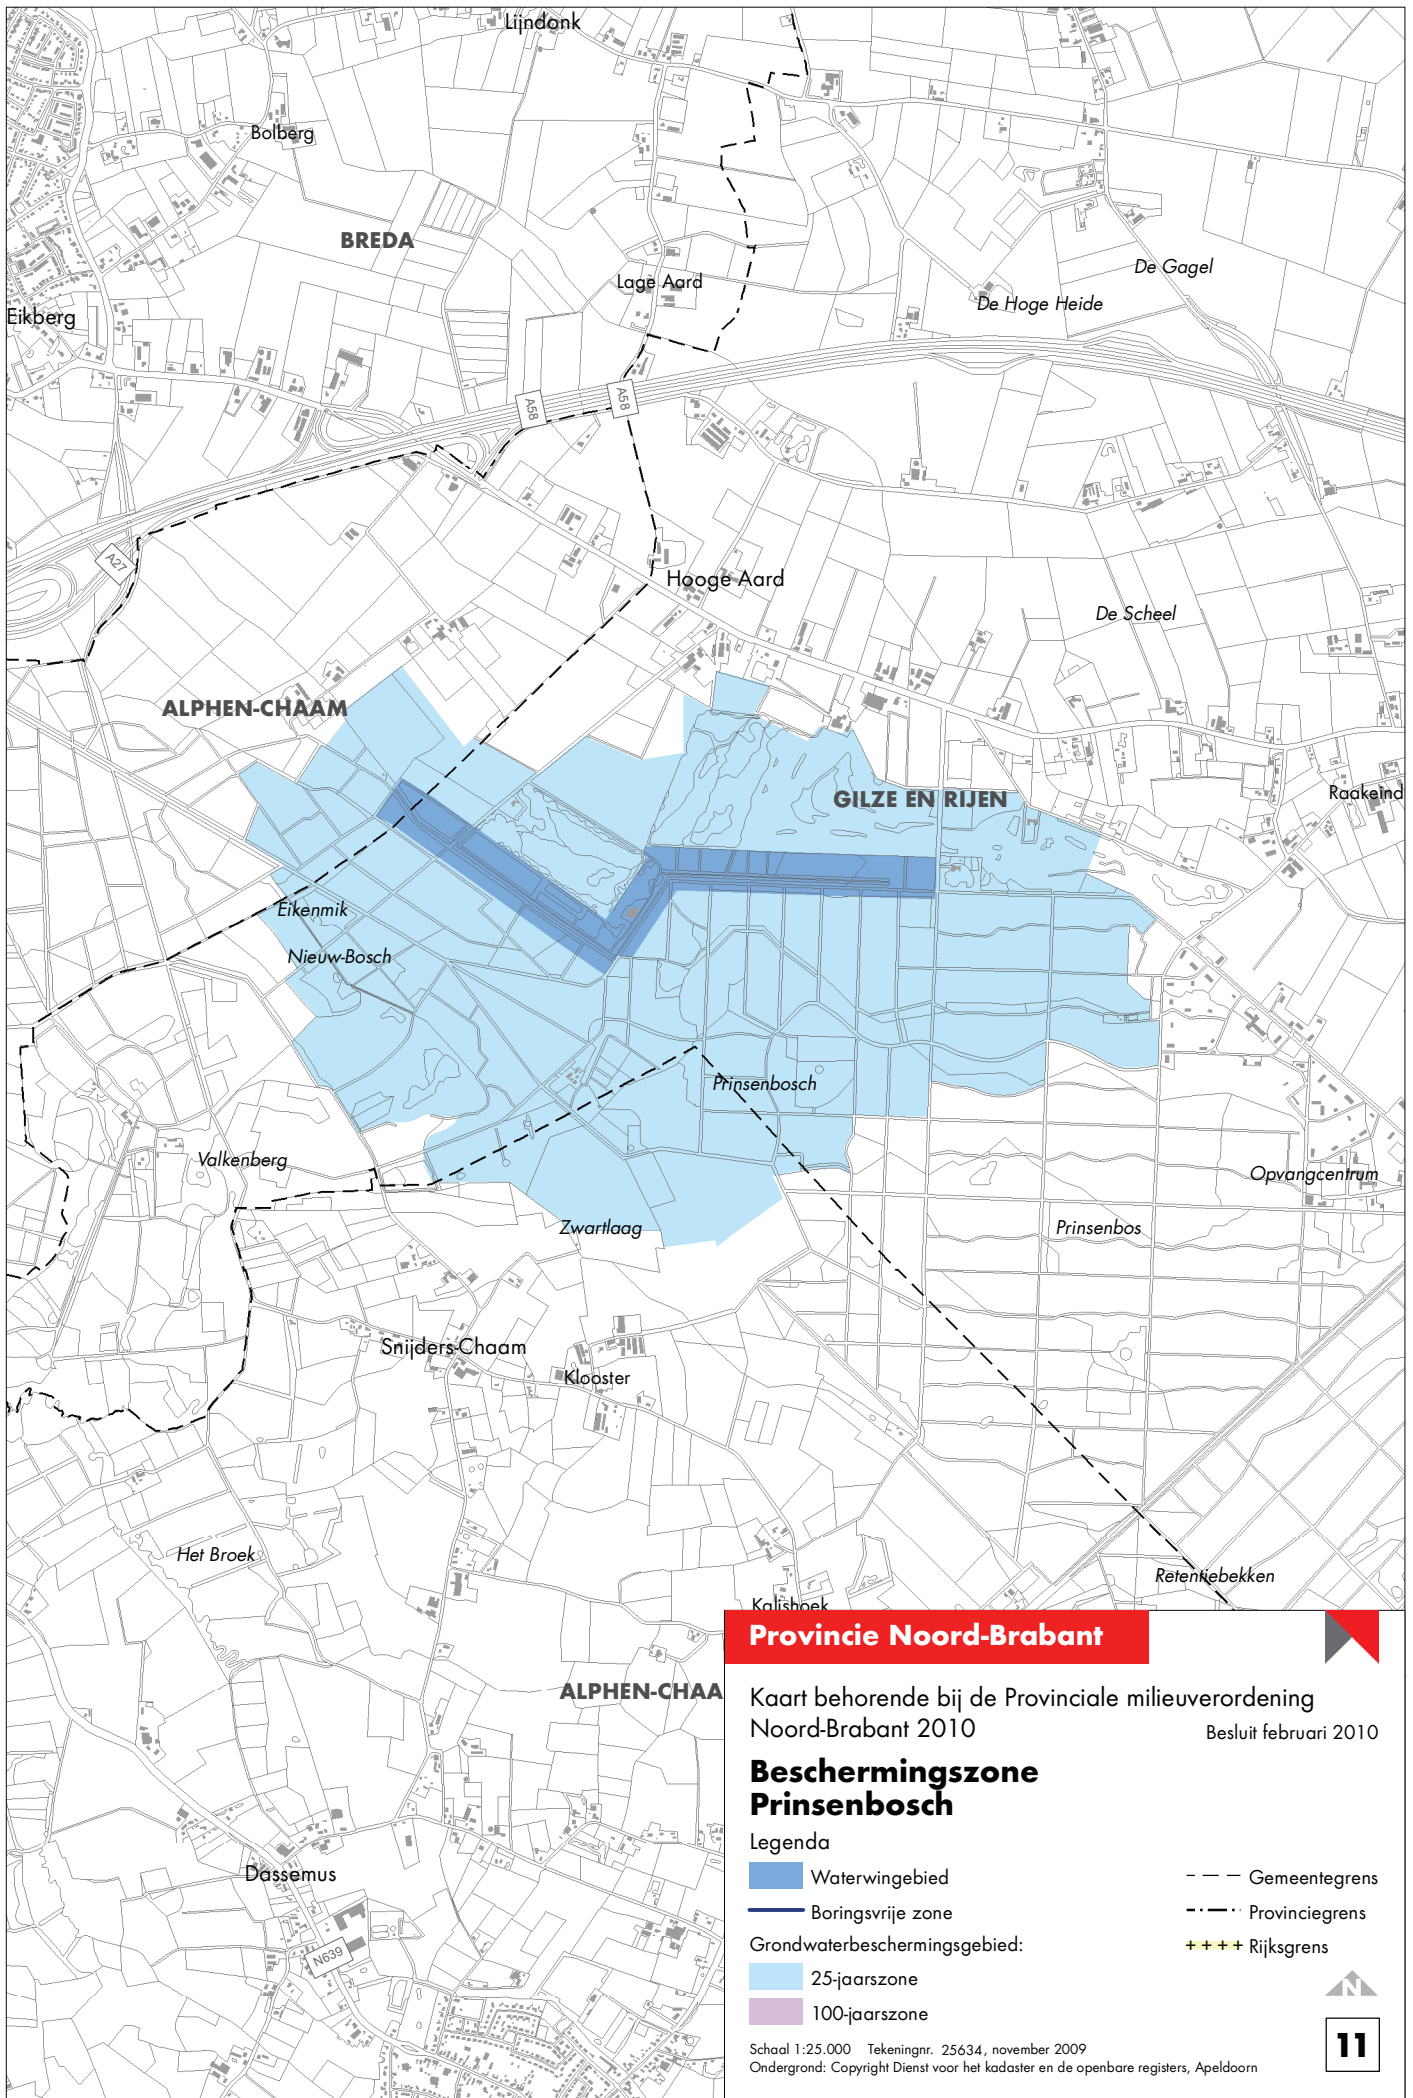 Lijndonk
Bolberg
BREDA
Lage Aard
De Gagel
De Hoge Heide
Eikberg
A58
A58
A27
Hooge Aard
De Scheel
ALPHEN-CHAAM
GILZE EN RIJEN
Raakeind
Eikenmik
Nieuw-Bosch
Prinsenbosch
Valkenberg
Opvangcentrum
Zwartlaag
Prinsenbos
Snijders-Chaam
Klooster
Het Broek
Retentiebekken
Kalishoek
ALPHEN-CHAA
Dassemus
N639
Provincie Noord-Brabant
Kaart behorende bij de Provinciale milieuverordening
Noord-Brabant 2010
Besluit februari 2010
Beschermingszone
Prinsenbosch
Legenda
Waterwingebied
Boringsvrije zone
Grondwaterbeschermingsgebied:
25-jaarszone
100-jaarszone
Gemeentegrens
Provinciegrens
Rijksgrens
N
11
Schaal 1:25.000 Tekeningnr. 25634, november 2009
Ondergrond: Copyright Dienst voor het kadaster en de openbare registers, Apeldoorn